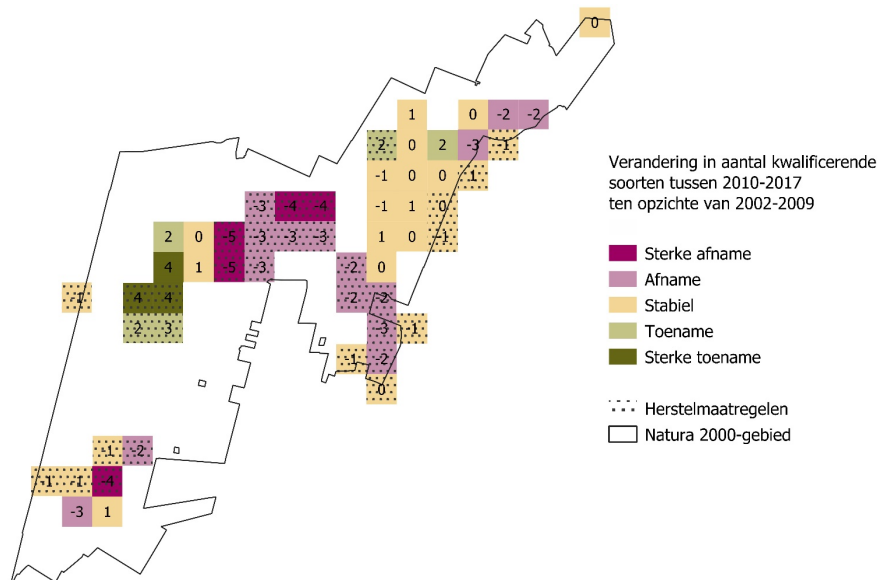 0
1 0 -2 -2
2 0 2 -3 -1
-1 0 0 1
-3 -4 -4 -1 1 0
2 0 -5 -3 -3 -3 1 0 -1
4 1 -5 -3 -2 0
-1 4 4 -2 -2
2 3 -3 -1
-1 -2
0
-1 -2
-1 -1 -4
-3 1
Verandering in aantal kwalificerende
soorten tussen 2010-2017
ten opzichte van 2002-2009
Sterke afname
Afname
Stabiel
Toename
Sterke toename
Herstelmaatregelen
Natura 2000-gebied